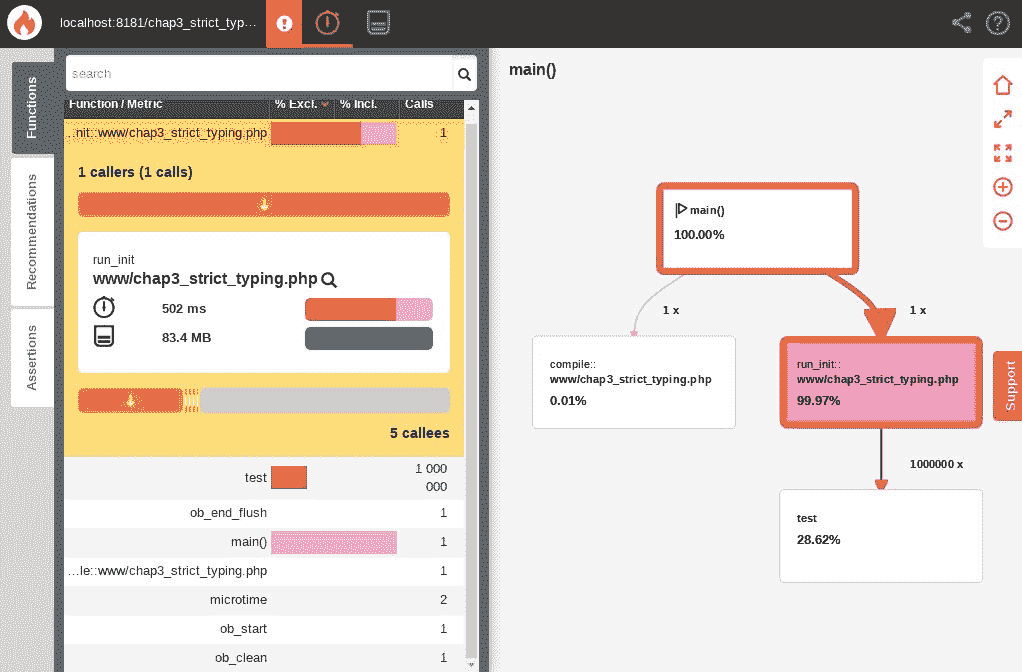 localhost:8181/chap3_strict_typ…
main()
search
Functions
Recommendations
Assertions
Function / Metric % Excl. % Incl. Calls
…nit::www/chap3_strict_typing.php 1
1 callers (1 calls)
run_init
www/chap3_strict_typing.php
502 ms
83.4 MB
5 callees
test 1 000
000
ob_end_flush 1
main() 1
…le::www/chap3_strict_typing.php 1
microtime 2
ob_start 1
ob_clean 1
main()
100.00%
1 x
1 x
compile::
www/chap3_strict_typing.php
0.01%
run_init::
www/chap3_strict_typing.php
99.97%
1000000 x
test
28.62%
Support